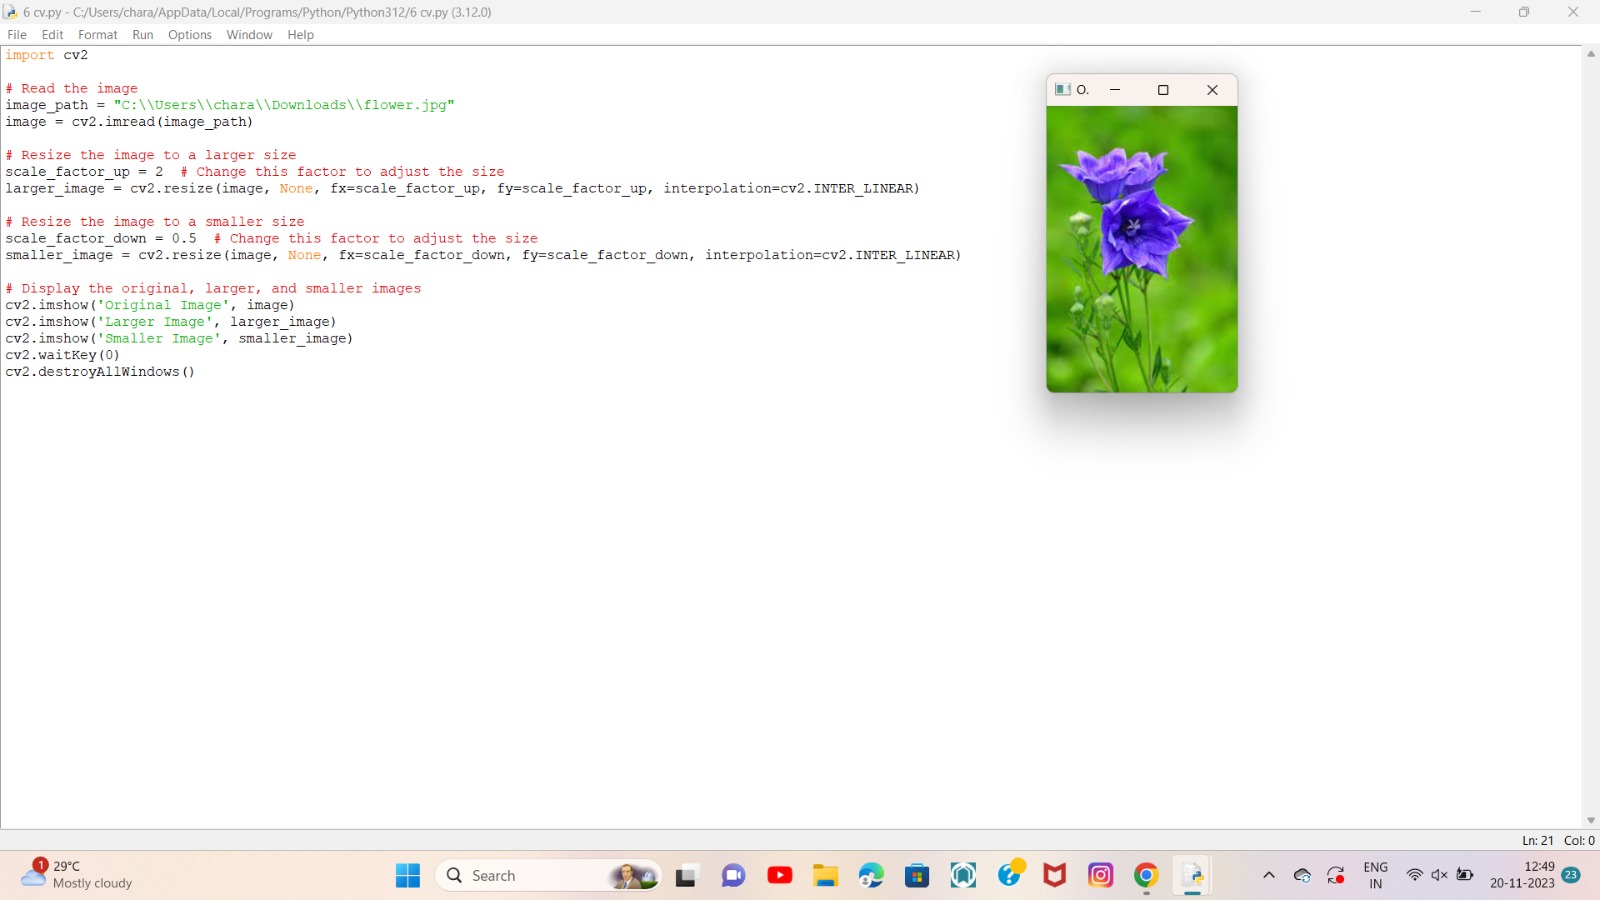 6 cv.py - C:/Users/chara/AppData/Local/Programs/Python/Python312/6 cv.py (3.12.0)
File Edit Format Run Options Window Help
import cv2
# Read the image
image_path = "C:\\Users\\chara\\Downloads\\flower.jpg"
image = cv2.imread(image_path)
# Resize the image to a larger size
scale_factor_up = 2  # Change this factor to adjust the size
larger_image = cv2.resize(image, None, fx=scale_factor_up, fy=scale_factor_up, interpolation=cv2.INTER_LINEAR)
# Resize the image to a smaller size
scale_factor_down = 0.5  # Change this factor to adjust the size
smaller_image = cv2.resize(image, None, fx=scale_factor_down, fy=scale_factor_down, interpolation=cv2.INTER_LINEAR)
# Display the original, larger, and smaller images
cv2.imshow('Original Image', image)
cv2.imshow('Larger Image', larger_image)
cv2.imshow('Smaller Image', smaller_image)
cv2.waitKey(0)
cv2.destroyAllWindows()
O.
Ln: 21 Col: 0
1
29°C
Mostly cloudy
Search
ENG
IN
12:49
20-11-2023
23